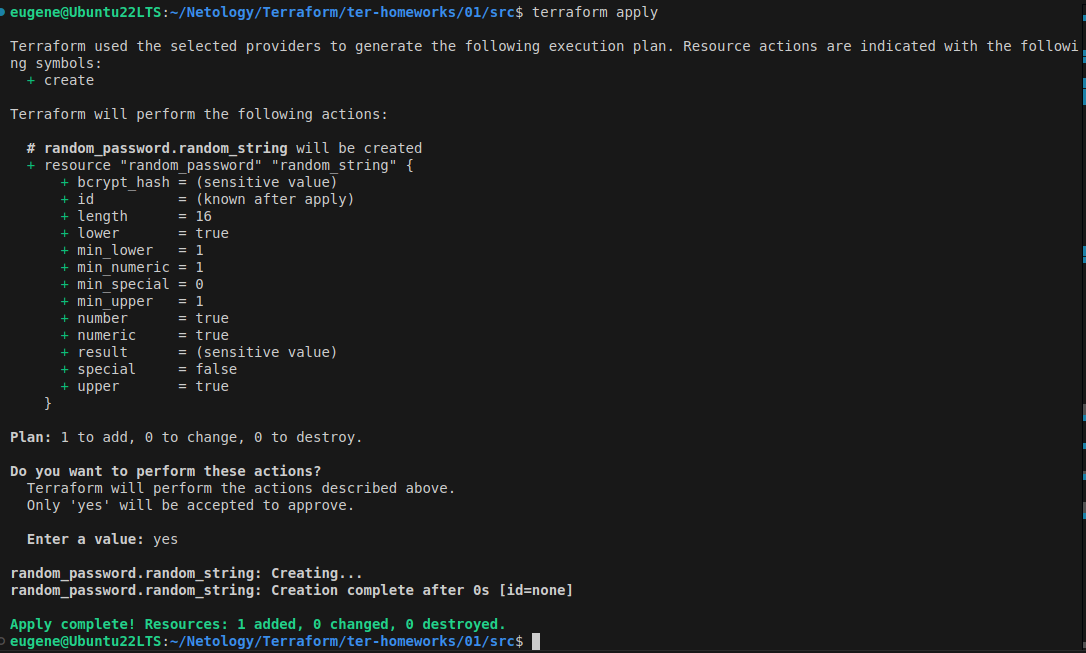 eugene@Ubuntu22LTS:~/Netology/Terraform/ter-homeworks/01/src$ terraform apply
Terraform used the selected providers to generate the following execution plan. Resource actions are indicated with the followi
ng symbols:
  + create
Terraform will perform the following actions:
  # random_password.random_string will be created
  + resource "random_password" "random_string" {
      + bcrypt_hash = (sensitive value)
      + id          = (known after apply)
      + length      = 16
      + lower       = true
      + min_lower   = 1
      + min_numeric = 1
      + min_special = 0
      + min_upper   = 1
      + number      = true
      + numeric     = true
      + result      = (sensitive value)
      + special     = false
      + upper       = true
    }
Plan: 1 to add, 0 to change, 0 to destroy.
Do you want to perform these actions?
  Terraform will perform the actions described above.
  Only 'yes' will be accepted to approve.
  Enter a value: yes
random_password.random_string: Creating...
random_password.random_string: Creation complete after 0s [id=none]
Apply complete! Resources: 1 added, 0 changed, 0 destroyed.
eugene@Ubuntu22LTS:~/Netology/Terraform/ter-homeworks/01/src$